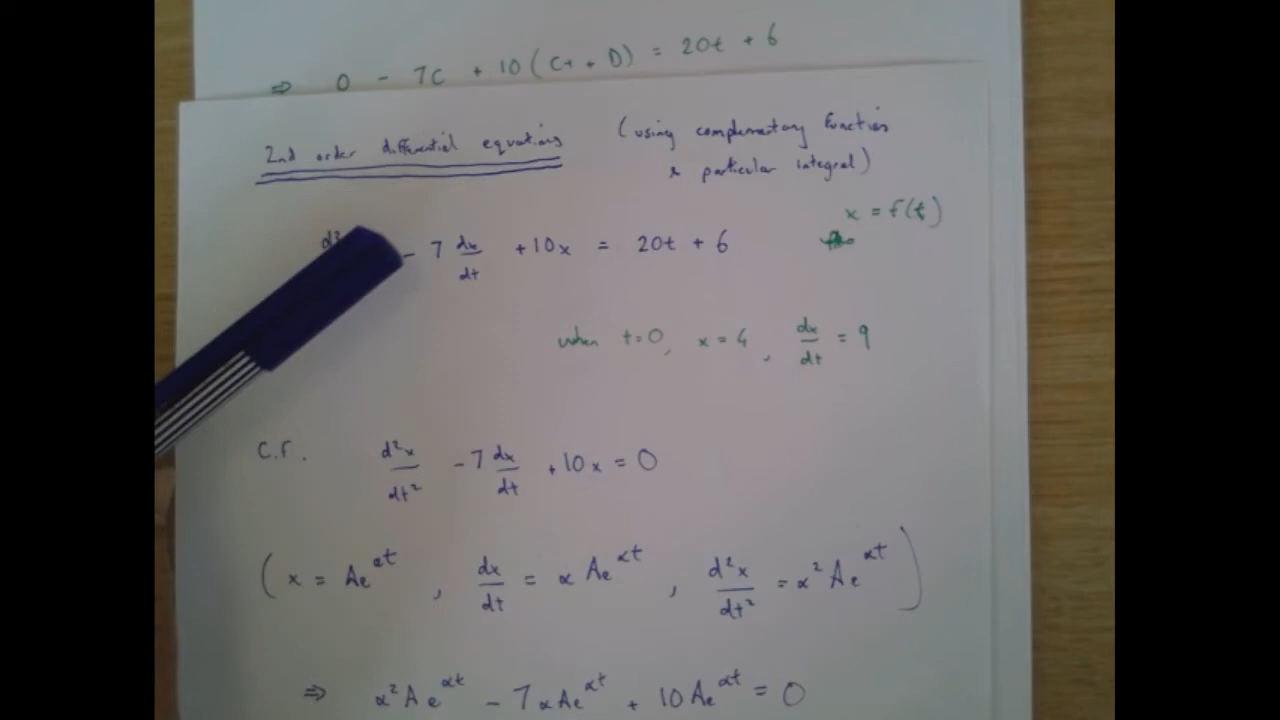 ⇒ 0 - 7C + 10 (Ct + D) = 20t + 6
2nd order differential equations (using complementary function
& particular integral)
x = f(t)
d² - 7 dx/dt + 10x = 20t + 6
when t=0, x = 4, dx/dt = 9
C.F. d²x/dt² - 7 dx/dt + 10x = 0
(x = Ae^αt, dx/dt = αAe^αt, d²x/dt² = α²Ae^αt)
⇒ α²Ae^αt - 7αAe^αt + 10Ae^αt = 0